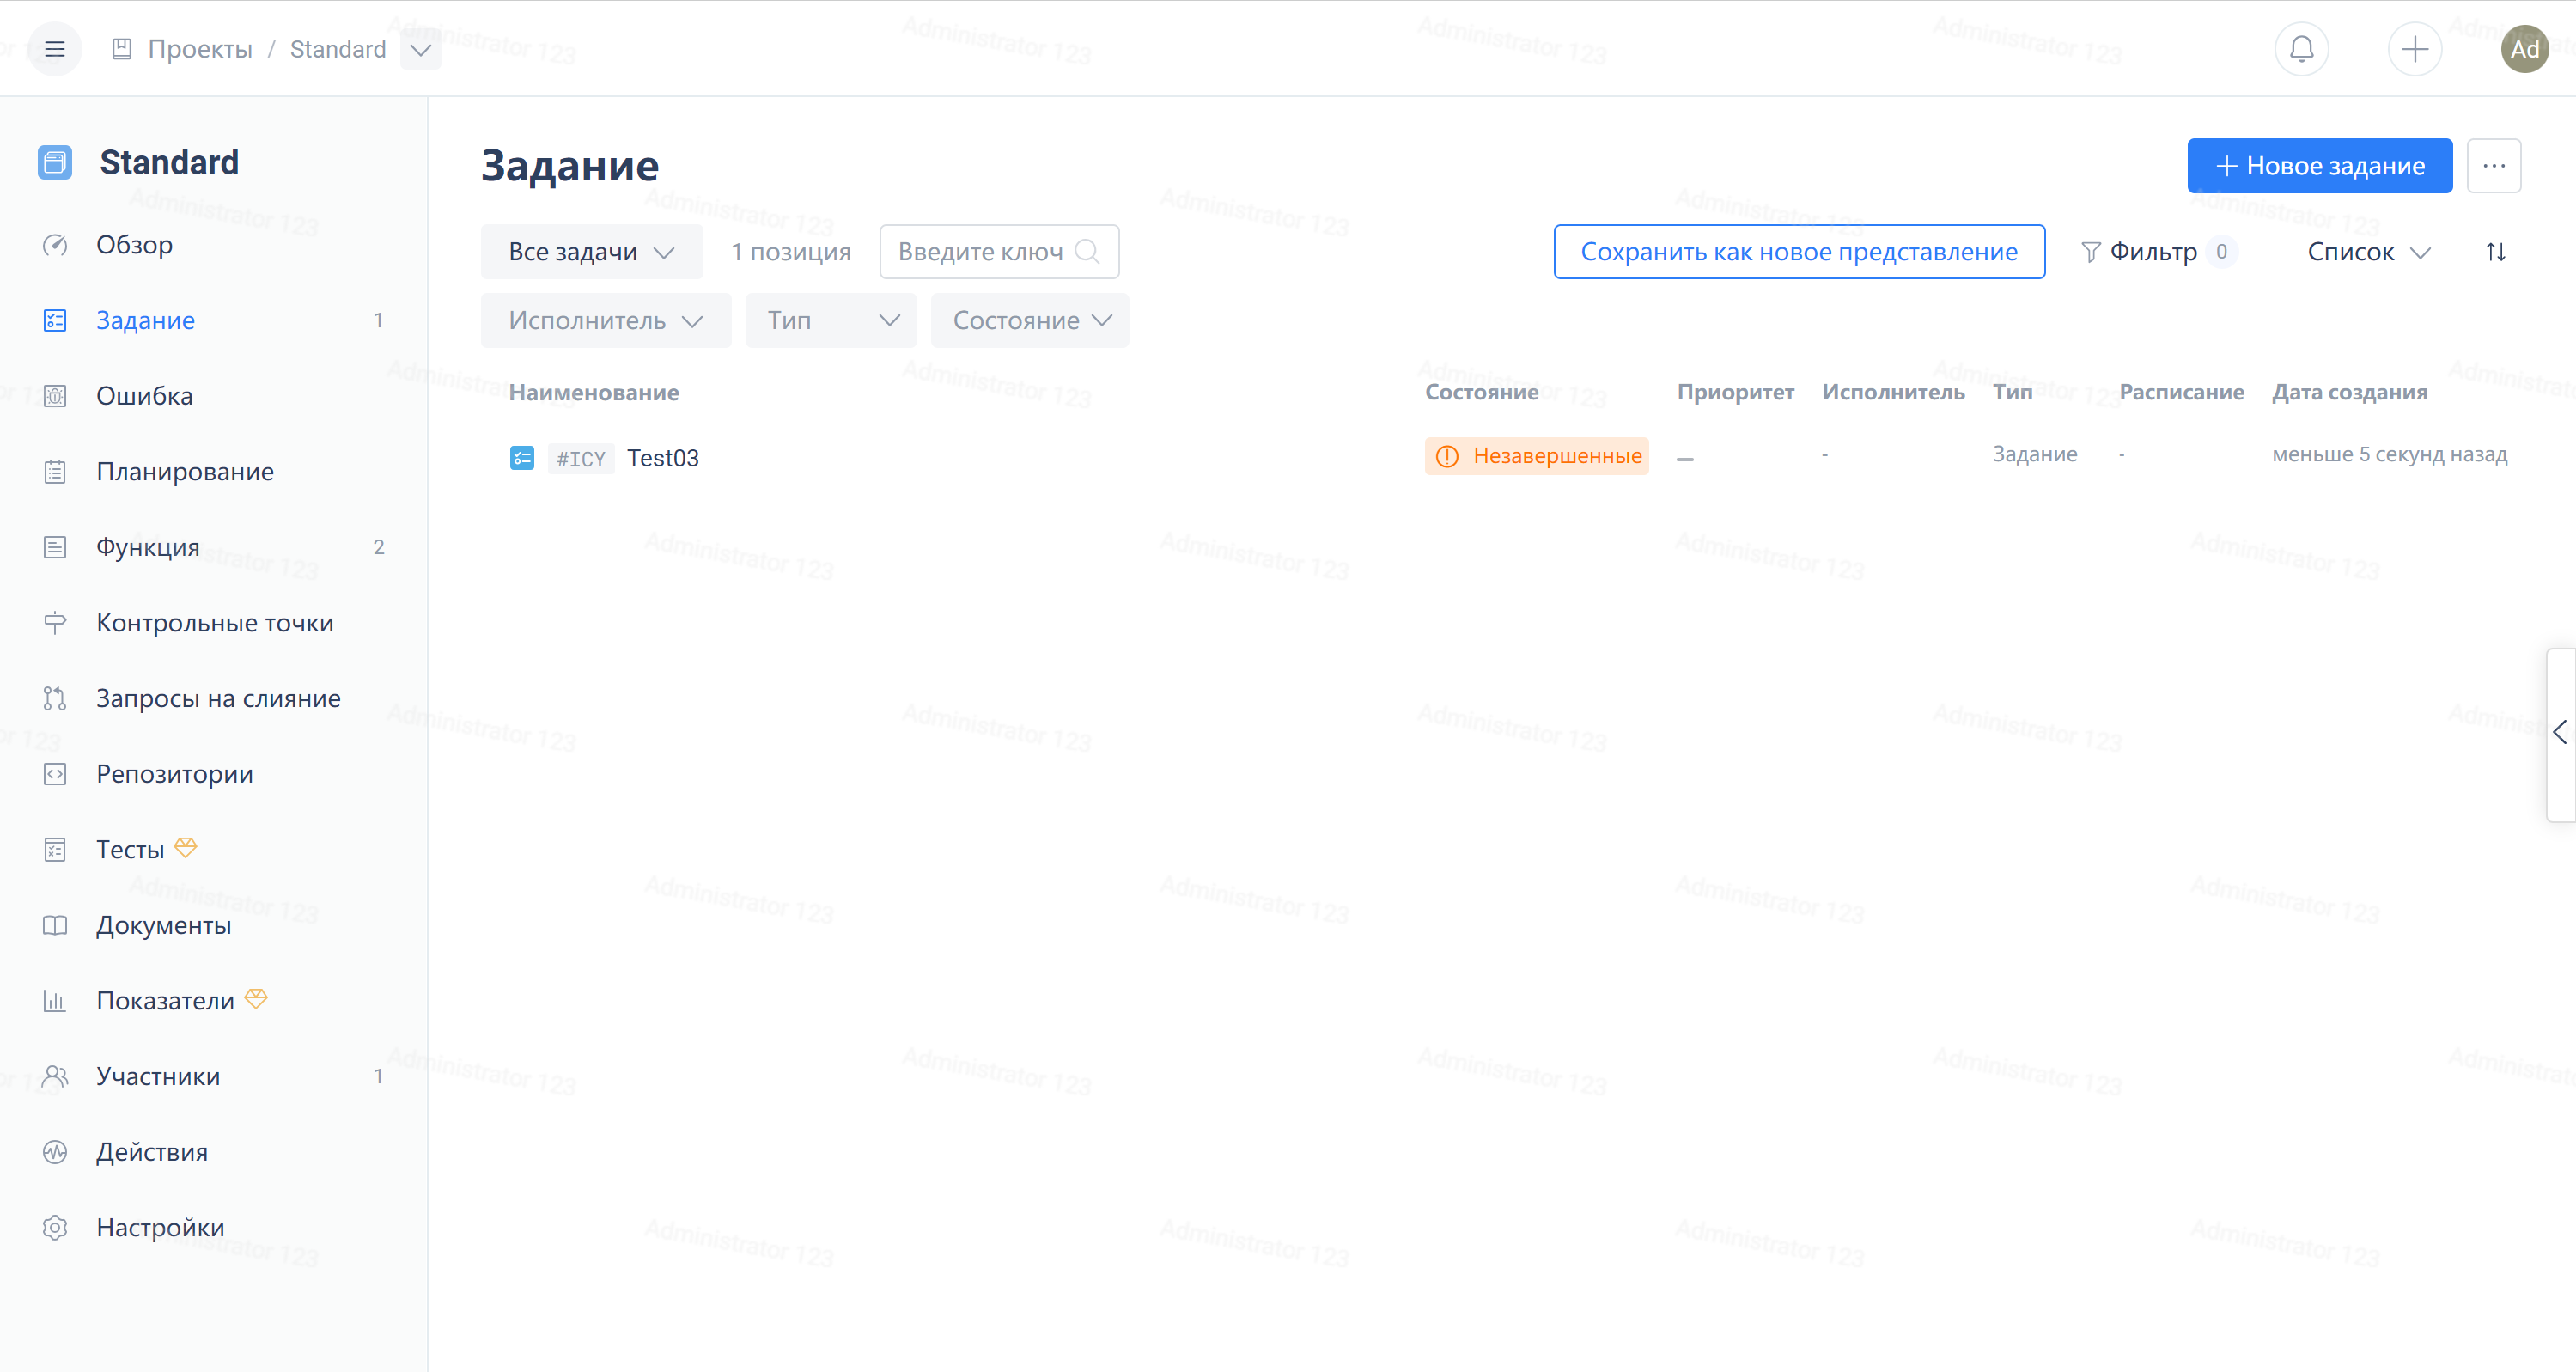 Проекты / Standard
Ad
Standard
Обзор
Задание 1
Ошибка
Планирование
Функция 2
Контрольные точки
Запросы на слияние
Репозитории
Тесты
Документы
Показатели
Участники 1
Действия
Настройки
Задание
+ Новое задание
Все задачи
1 позиция
Введите ключ
Сохранить как новое представление
Фильтр 0
Список
Исполнитель
Тип
Состояние
Наименование Состояние Приоритет Исполнитель Тип Расписание Дата создания
#ICY Test03 Незавершенные – - Задание - меньше 5 секунд назад
Administrator 123